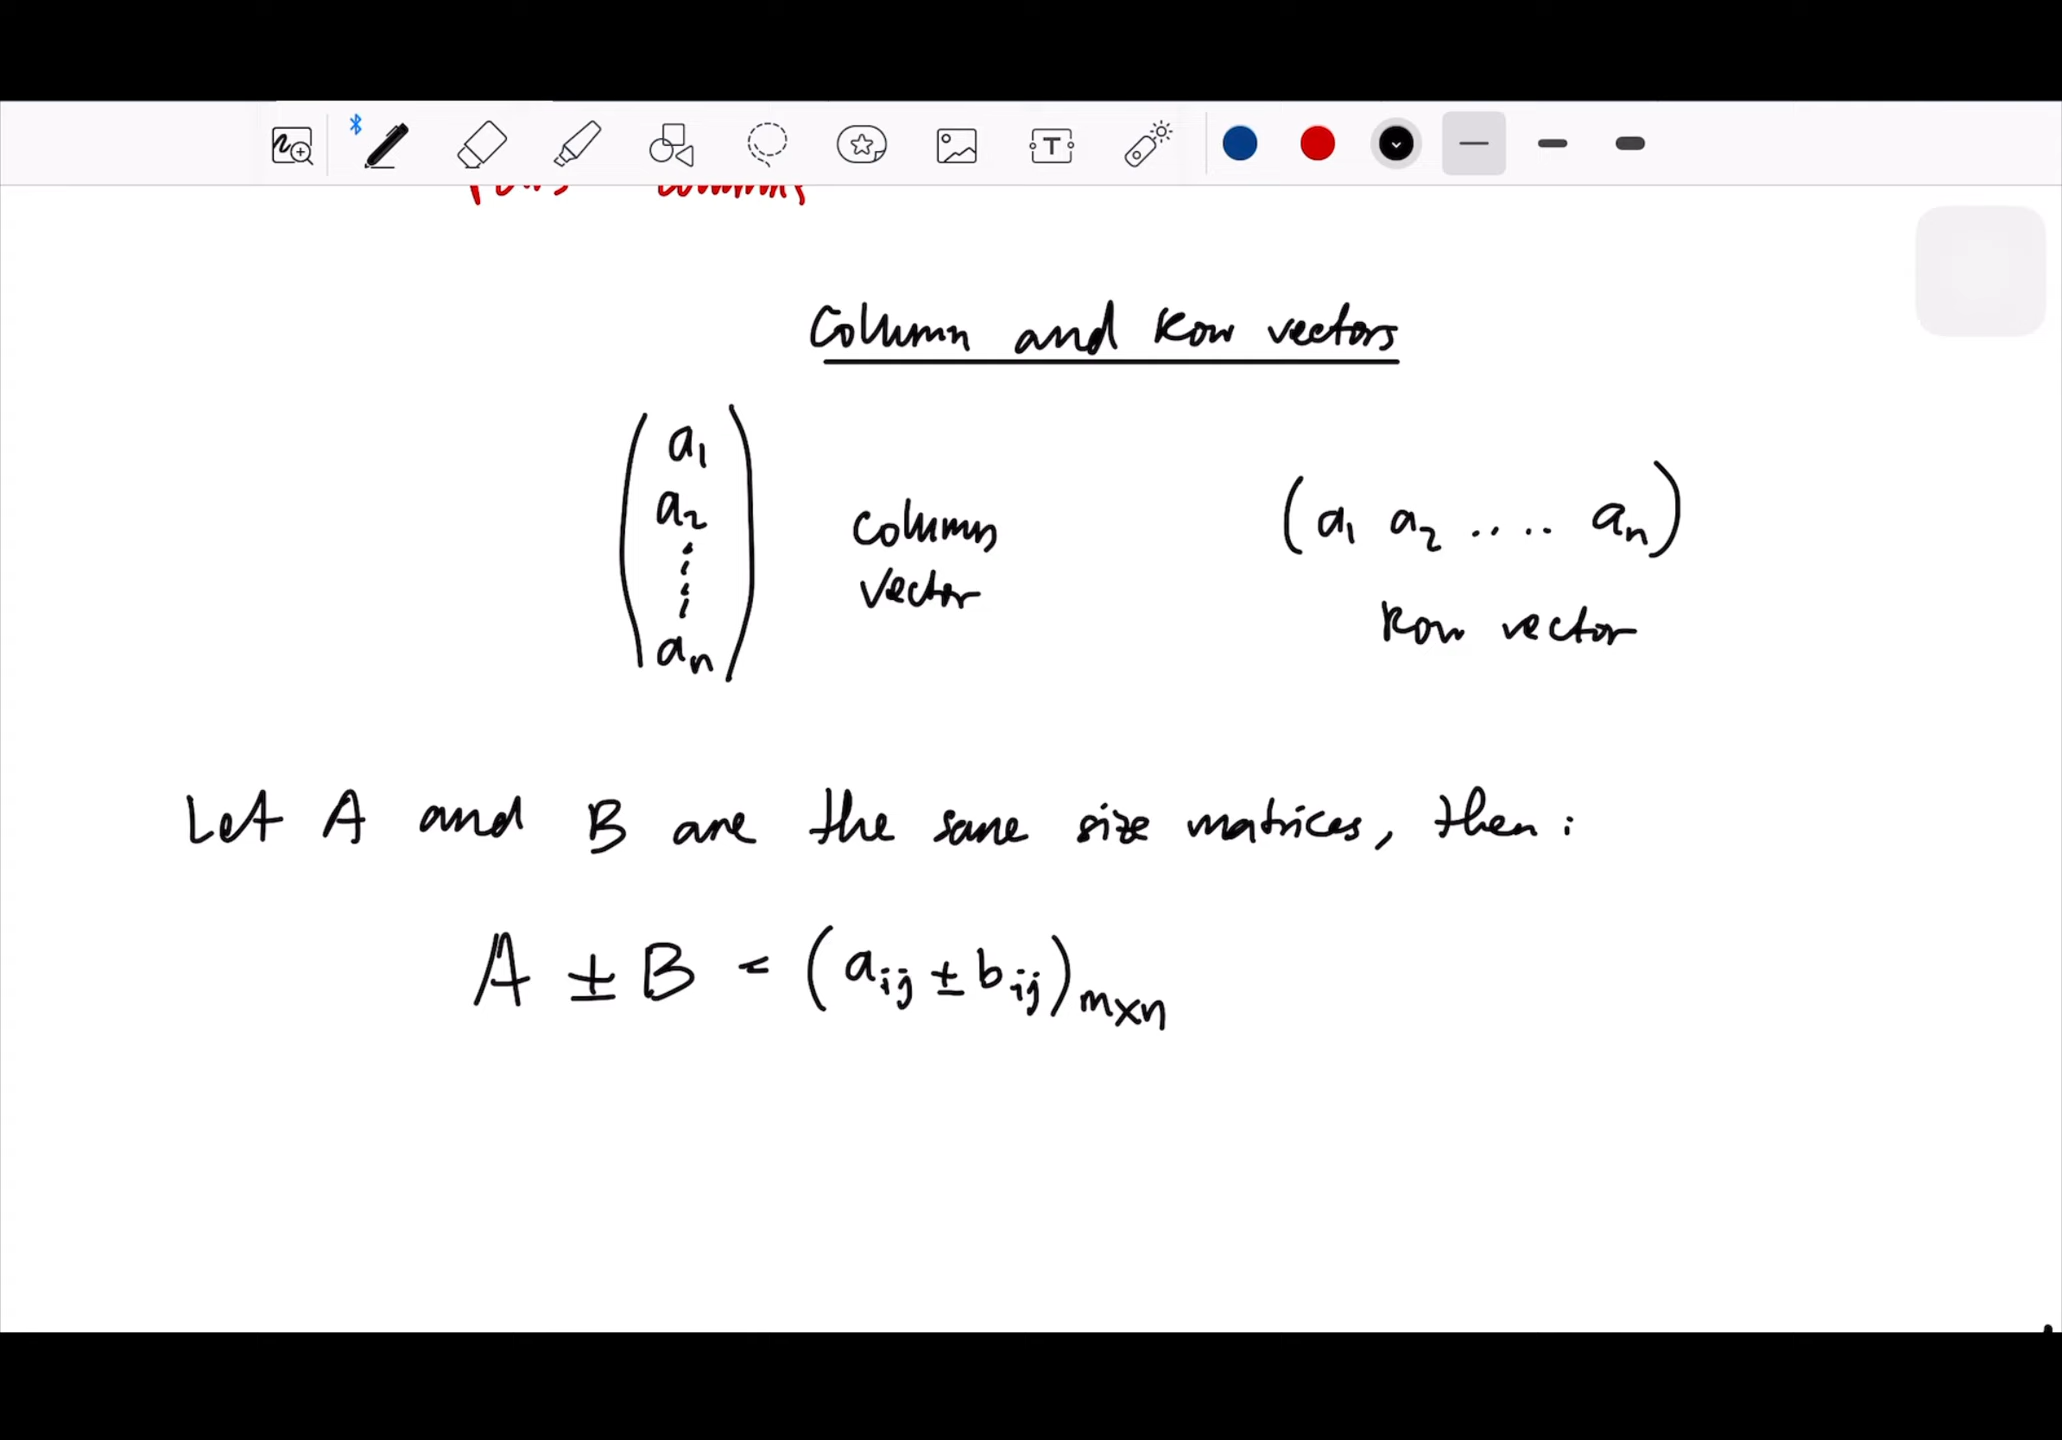 Column and Row vectors
(a1 a2 ⋮ an) column vector
(a1 a2 .... an)
Row vector
Let A and B are the same size matrices, then:
A ± B = (aij ± bij)m×n